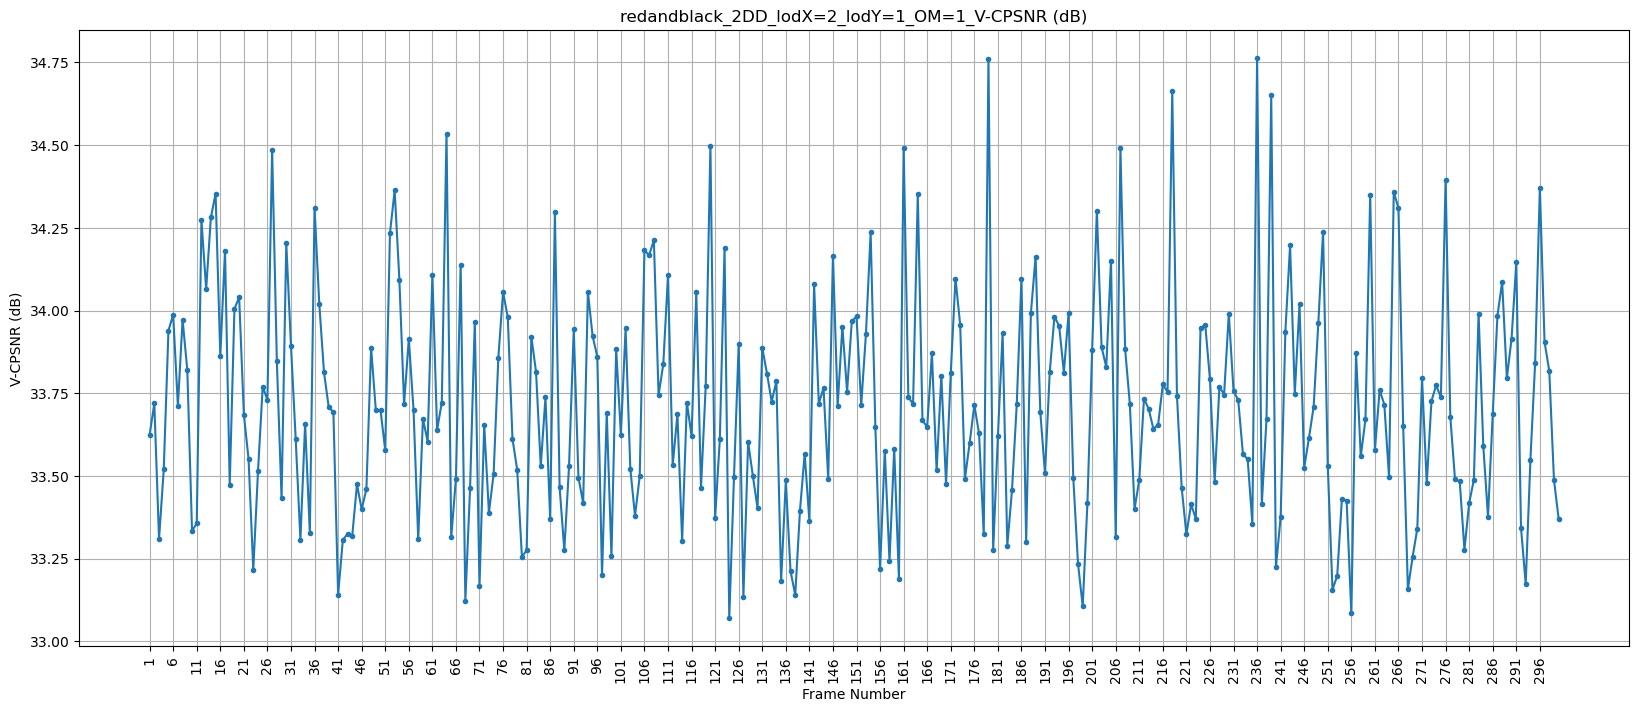 redandblack_2DD_lodX=2_lodY=1_OM=1_V-CPSNR (dB)
V-CPSNR (dB)
34.75
34.50
34.25
34.00
33.75
33.50
33.25
33.00
1 6 11 16 21 26 31 36 41 46 51 56 61 66 71 76 81 86 91 96 101 106 111 116 121 126 131 136 141 146 151 156 161 166 171 176 181 186 191 196 201 206 211 216 221 226 231 236 241 246 251 256 261 266 271 276 281 286 291 296
Frame Number